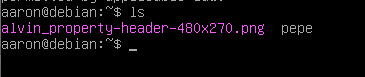 aaron@debian:~$ ls
alvin_property-header-480x270.png  pepe
aaron@debian:~$ _